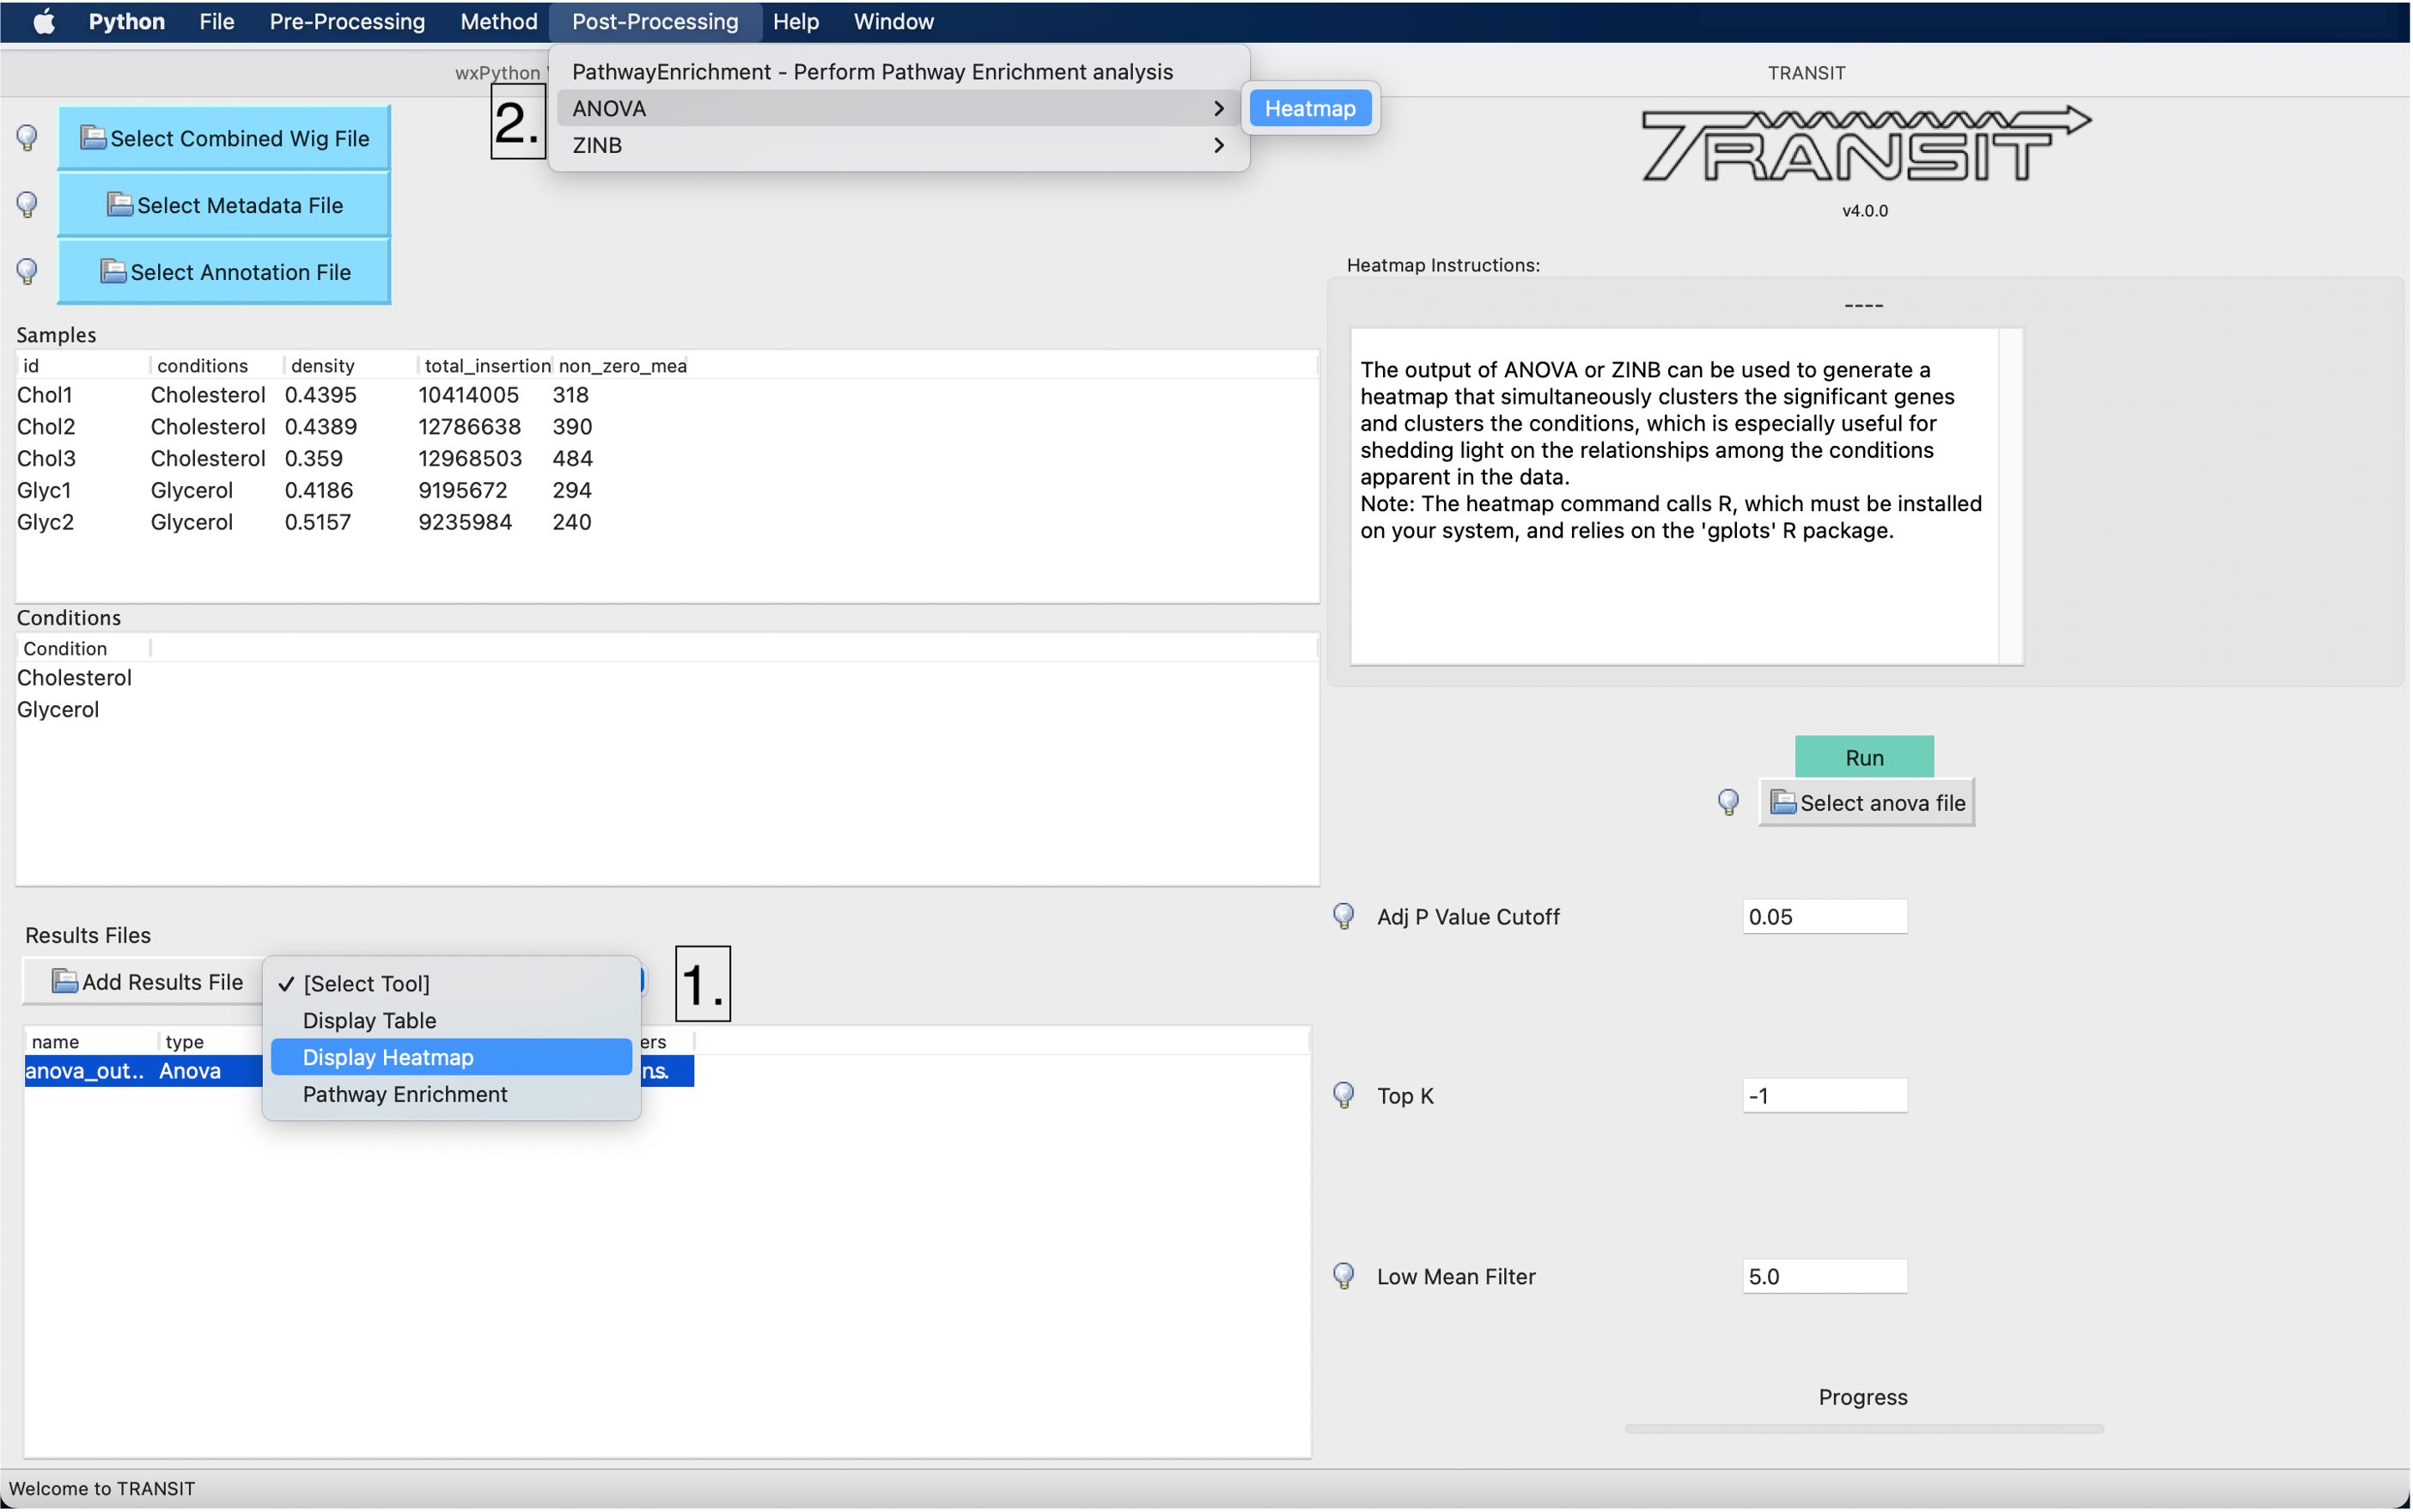 Python File Pre-Processing Method Post-Processing Help Window
wxPython
TRANSIT
PathwayEnrichment - Perform Pathway Enrichment analysis
ANOVA
Heatmap
ZINB
2.
Select Combined Wig File
Select Metadata File
Select Annotation File
TRANSIT
v4.0.0
Samples
id conditions density total_insertion non_zero_mea
Chol1 Cholesterol 0.4395 10414005 318
Chol2 Cholesterol 0.4389 12786638 390
Chol3 Cholesterol 0.359 12968503 484
Glyc1 Glycerol 0.4186 9195672 294
Glyc2 Glycerol 0.5157 9235984 240
Conditions
Condition
Cholesterol
Glycerol
Results Files
Add Results File
1.
✓ [Select Tool]
Display Table
Display Heatmap
Pathway Enrichment
name type ers
anova_out.. Anova ns.
Heatmap Instructions:
----
The output of ANOVA or ZINB can be used to generate a
heatmap that simultaneously clusters the significant genes
and clusters the conditions, which is especially useful for
shedding light on the relationships among the conditions
apparent in the data.
Note: The heatmap command calls R, which must be installed
on your system, and relies on the 'gplots' R package.
Run
Select anova file
Adj P Value Cutoff 0.05
Top K -1
Low Mean Filter 5.0
Progress
Welcome to TRANSIT